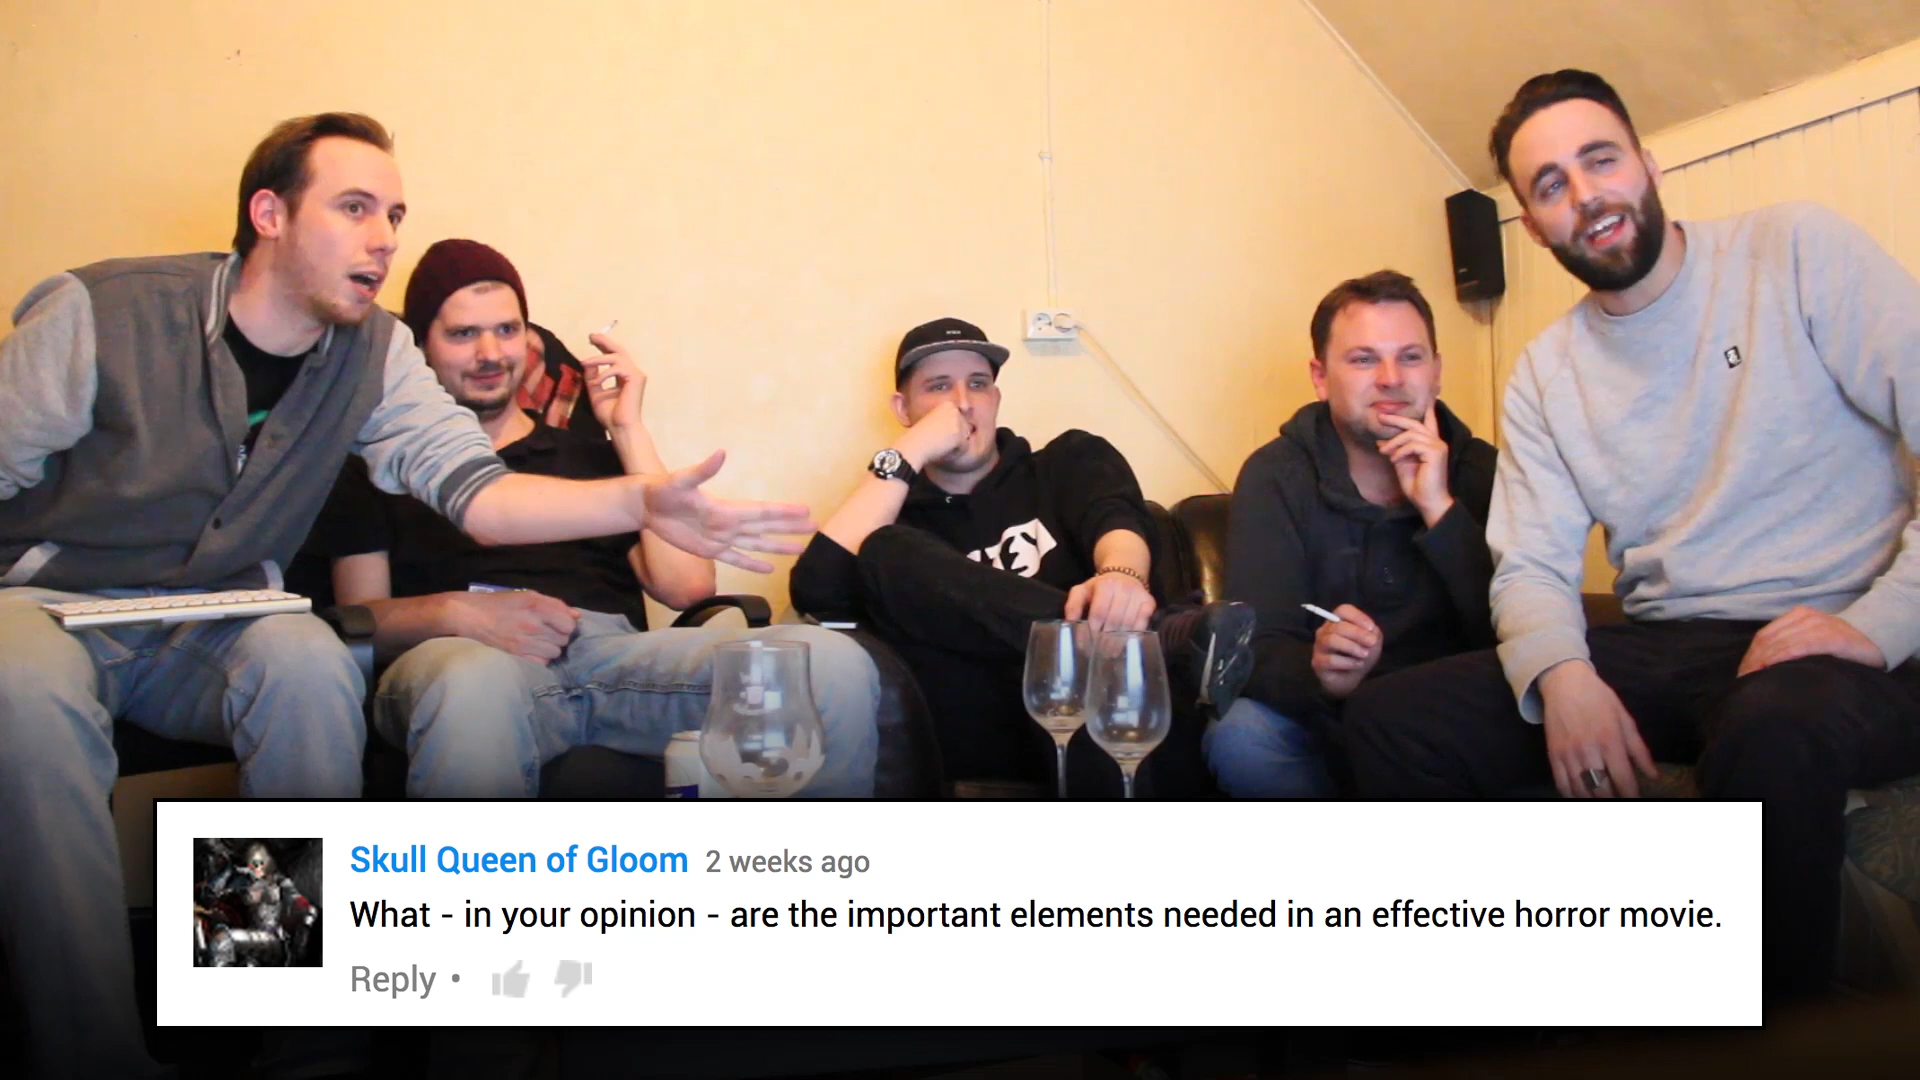 Skull Queen of Gloom 2 weeks ago
What - in your opinion - are the important elements needed in an effective horror movie.
Reply •